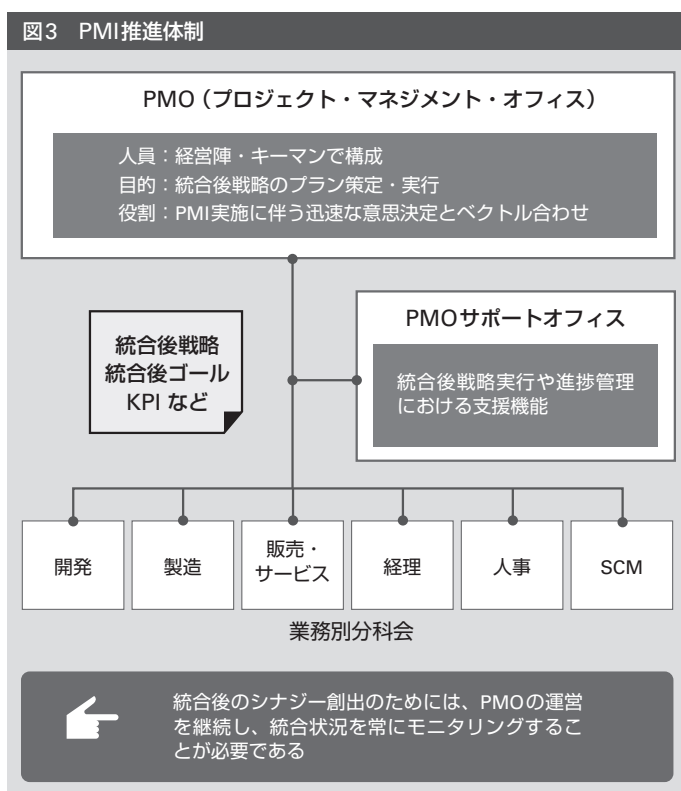 図3 PMI推進体制
PMO（プロジェクト・マネジメント・オフィス）
人員：経営陣・キーマンで構成
目的：統合後戦略のプラン策定・実行
役割：PMI実施に伴う迅速な意思決定とベクトル合わせ
統合後戦略
統合後ゴール
KPI など
PMOサポートオフィス
統合後戦略実行や進捗管理
における支援機能
開発
製造
販売・
サービス
経理
人事
SCM
業務別分科会
統合後のシナジー創出のためには、PMOの運営
を継続し、統合状況を常にモニタリングするこ
とが必要である